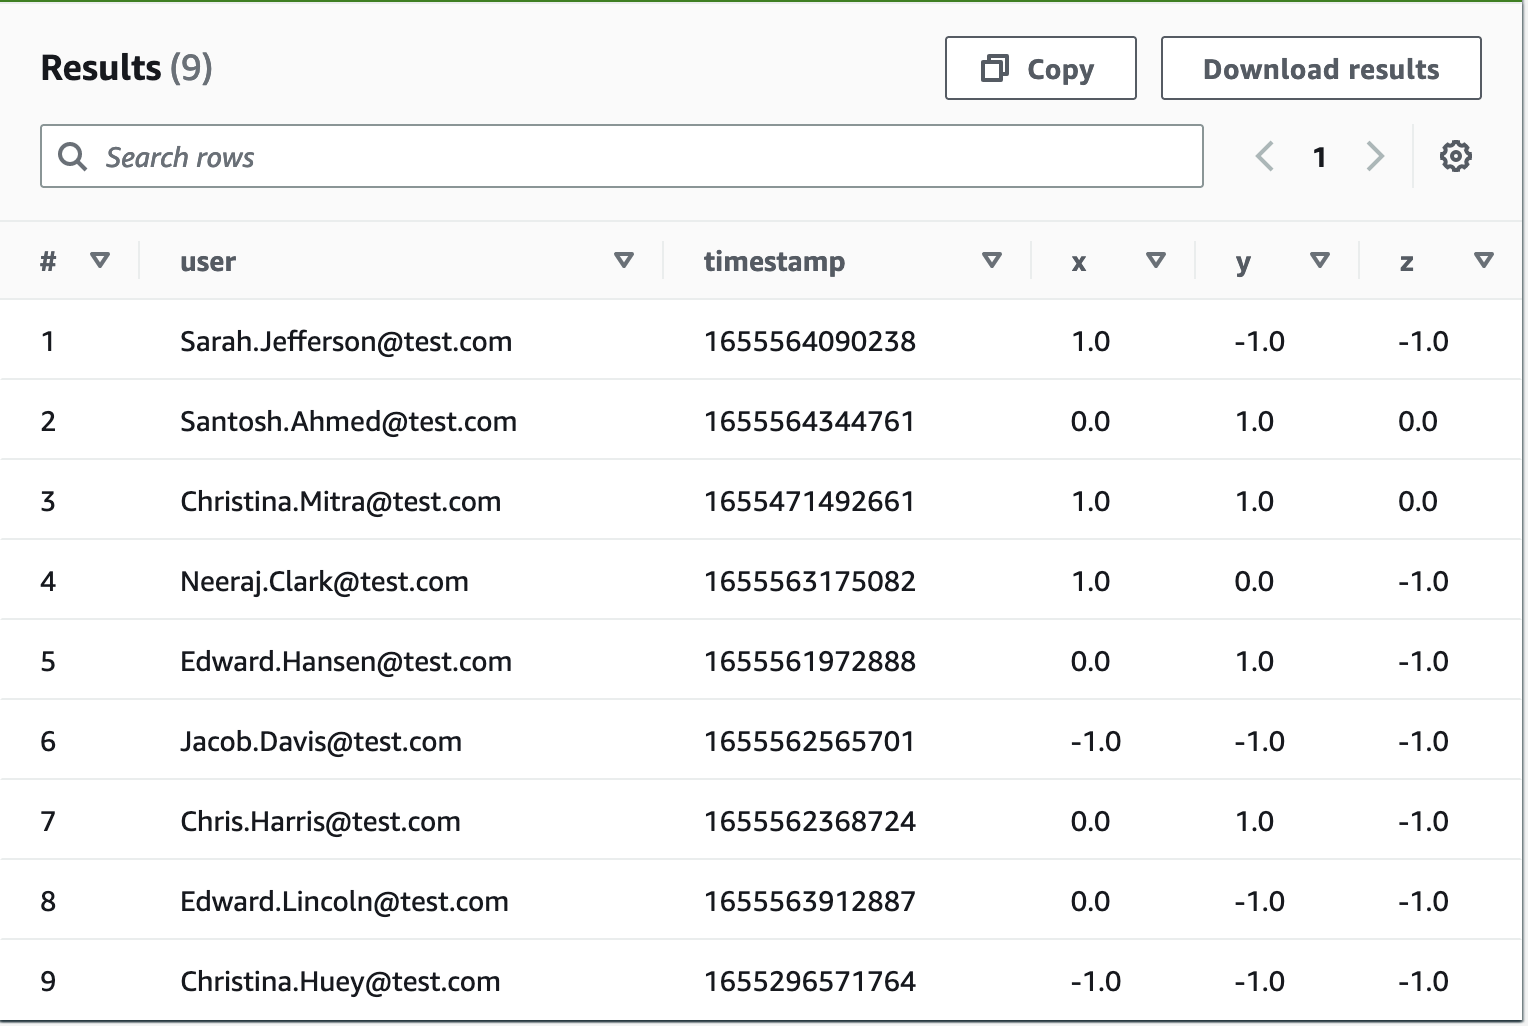 Results (9)
Copy
Download results
Search rows
1
# user timestamp x y z
1 Sarah.Jefferson@test.com 1655564090238 1.0 -1.0 -1.0
2 Santosh.Ahmed@test.com 1655564344761 0.0 1.0 0.0
3 Christina.Mitra@test.com 1655471492661 1.0 1.0 0.0
4 Neeraj.Clark@test.com 1655563175082 1.0 0.0 -1.0
5 Edward.Hansen@test.com 1655561972888 0.0 1.0 -1.0
6 Jacob.Davis@test.com 1655562565701 -1.0 -1.0 -1.0
7 Chris.Harris@test.com 1655562368724 0.0 1.0 -1.0
8 Edward.Lincoln@test.com 1655563912887 0.0 -1.0 -1.0
9 Christina.Huey@test.com 1655296571764 -1.0 -1.0 -1.0